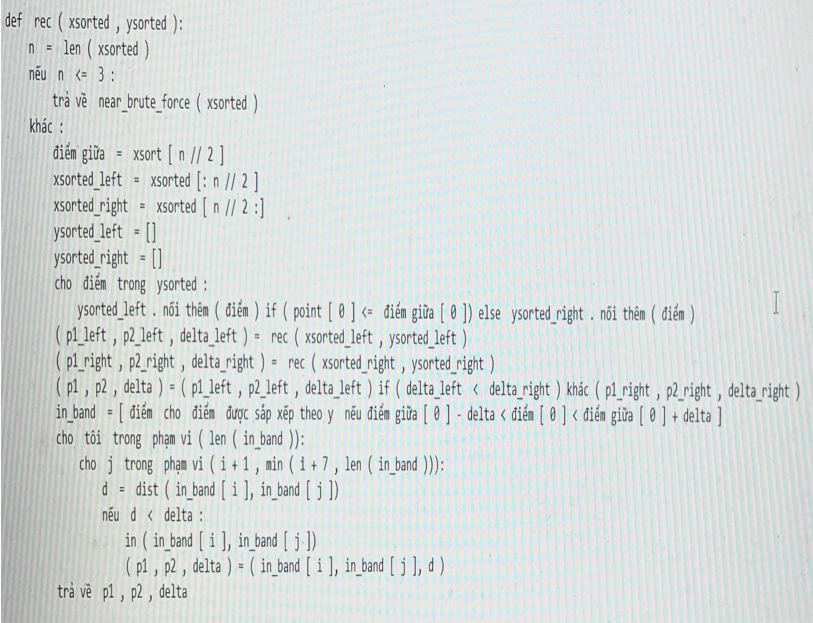 def rec ( xsorted , ysorted ):
n = len ( xsorted )
nếu n <= 3 :
trả về near_brute_force ( xsorted )
khác :
điểm giữa = xsort [ n // 2 ]
xsorted_left = xsorted [: n // 2 ]
xsorted_right = xsorted [ n // 2 :]
ysorted_left = []
ysorted_right = []
cho điểm trong ysorted :
ysorted_left . nối thêm ( điểm ) if ( point [ 0 ] <= điểm giữa [ 0 ]) else ysorted_right . nối thêm ( điểm )
( p1_left , p2_left , delta_left ) = rec ( xsorted_left , ysorted_left )
( p1_right , p2_right , delta_right ) = rec ( xsorted_right , ysorted_right )
( p1 , p2 , delta ) = ( p1_left , p2_left , delta_left ) if ( delta_left < delta_right ) khác ( p1_right , p2_right , delta_right )
in_band = [ điểm cho điểm được sắp xếp theo y nếu điểm giữa [ 0 ] - delta < điểm [ 0 ] < điểm giữa [ 0 ] + delta ]
cho tôi trong phạm vi ( len ( in_band )):
cho j trong phạm vi ( i + 1 , min ( i + 7 , len ( in_band ))):
d = dist ( in_band [ i ], in_band [ j ])
nếu d < delta :
in ( in_band [ i ], in_band [ j ])
( p1 , p2 , delta ) = ( in_band [ i ], in_band [ j ], d )
trả về p1 , p2 , delta